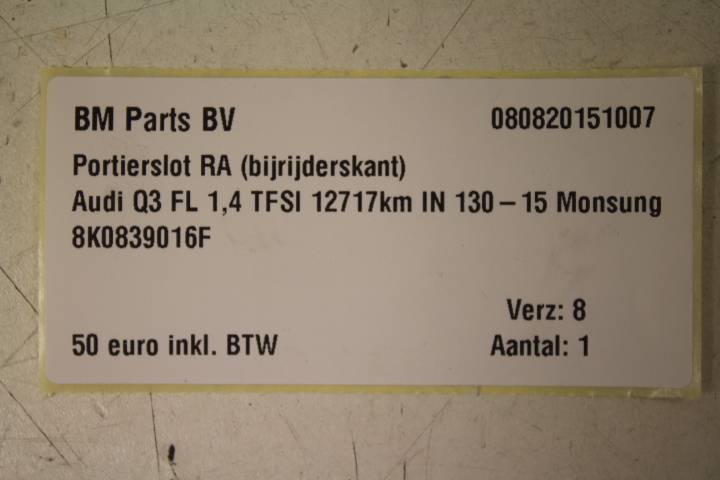 BM Parts BV 080820151007
Portierslot RA (bijrijderskant)
Audi Q3 FL 1,4 TFSI 12717km IN 130 – 15 Monsung
8K0839016F
Verz: 8
50 euro inkl. BTW Aantal: 1